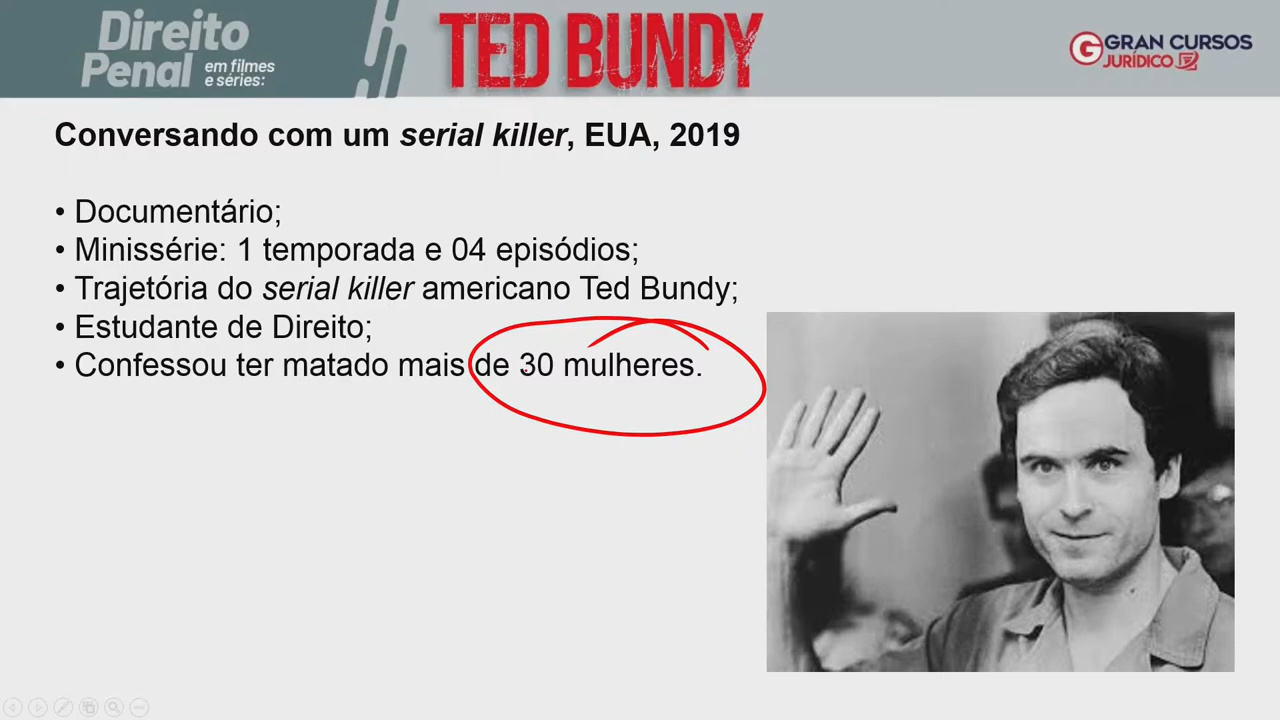 Direito
Penal
em filmes
e séries:
TED BUNDY
GRAN CURSOS
JURÍDICO
Conversando com um serial killer, EUA, 2019
• Documentário;
• Minissérie: 1 temporada e 04 episódios;
• Trajetória do serial killer americano Ted Bundy;
• Estudante de Direito;
• Confessou ter matado mais de 30 mulheres.